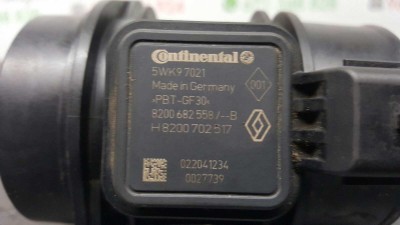 Continental
5WK9 7021
Made in Germany
001
>PBT-GF30<
8200 682 558 / --B
H 8200 702 517
022041234
0027739